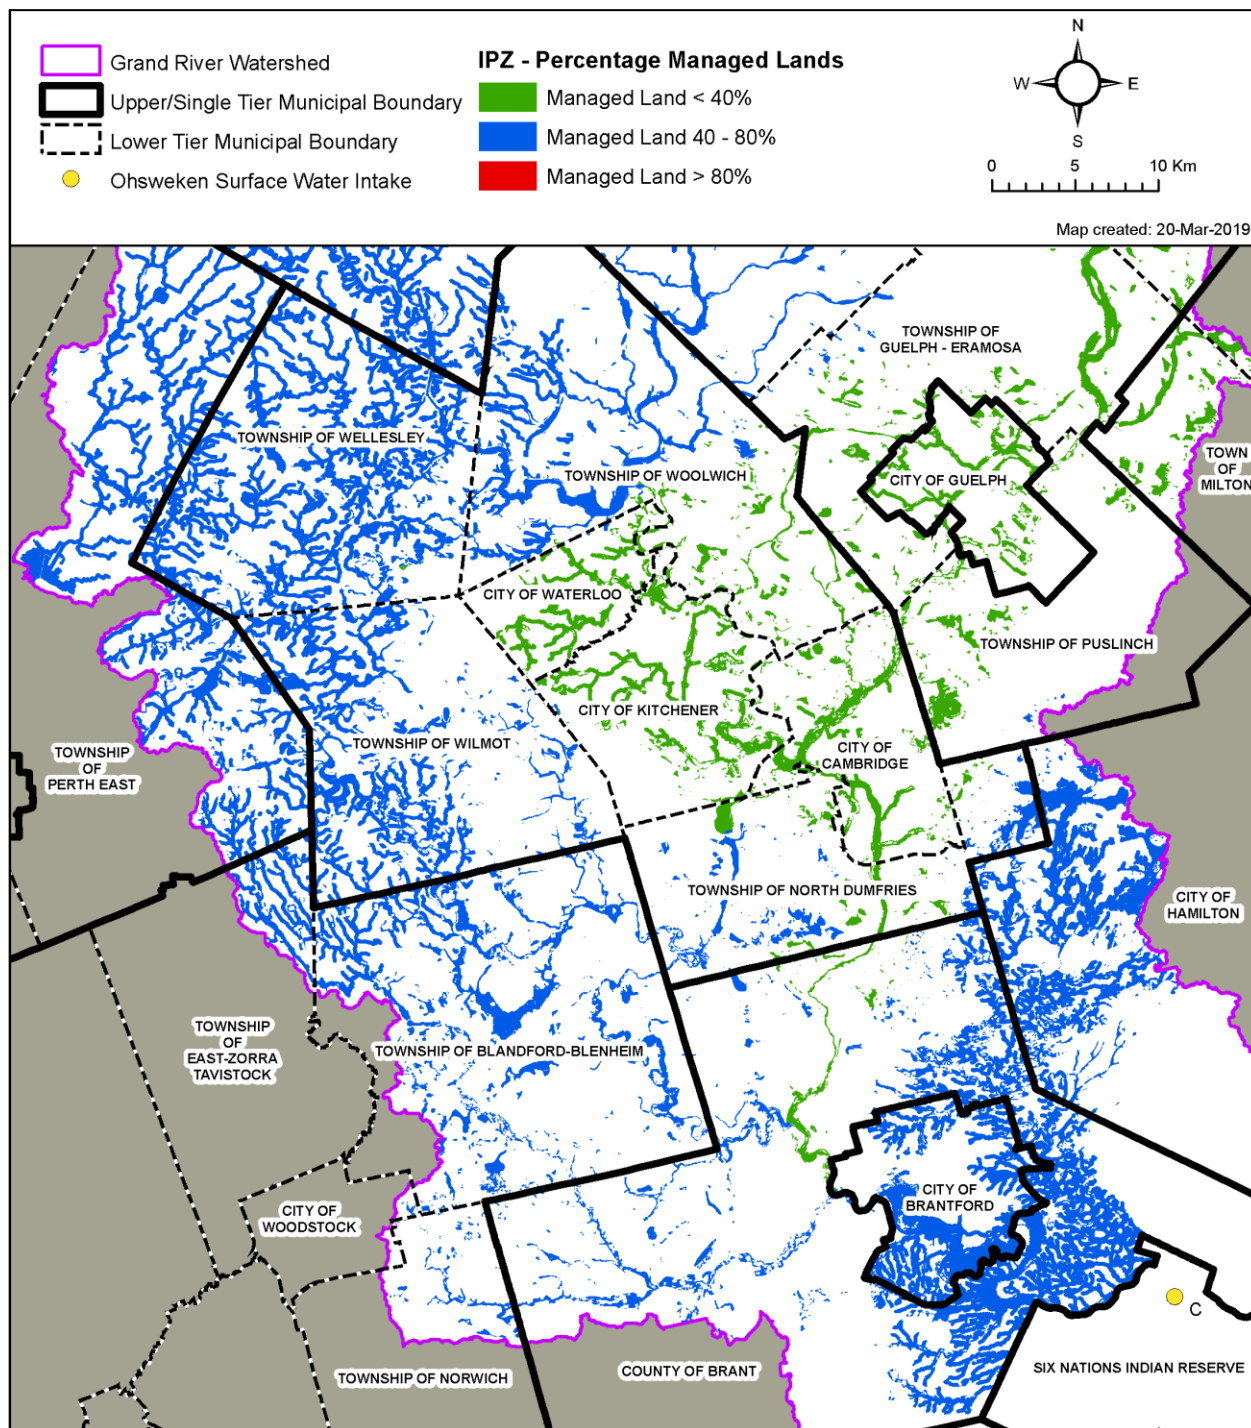 Grand River Watershed
Upper/Single Tier Municipal Boundary
Lower Tier Municipal Boundary
Ohsweken Surface Water Intake
IPZ - Percentage Managed Lands
Managed Land < 40%
Managed Land 40 - 80%
Managed Land > 80%
N
W
E
S
0 5 10 Km
Map created: 20-Mar-2019
TOWNSHIP OF
GUELPH - ERAMOSA
TOWNSHIP OF WELLESLEY
TOWNSHIP OF WOOLWICH
CITY OF GUELPH
TOWN
OF
MILTON
CITY OF WATERLOO
TOWNSHIP OF PUSLINCH
CITY OF KITCHENER
TOWNSHIP OF WILMOT
CITY OF
CAMBRIDGE
TOWNSHIP
OF
PERTH EAST
TOWNSHIP OF NORTH DUMFRIES
CITY OF
HAMILTON
TOWNSHIP
OF
EAST-ZORRA
TAVISTOCK
TOWNSHIP OF BLANDFORD-BLENHEIM
CITY OF
BRANTFORD
CITY OF
WOODSTOCK
C
TOWNSHIP OF NORWICH
COUNTY OF BRANT
SIX NATIONS INDIAN RESERVE